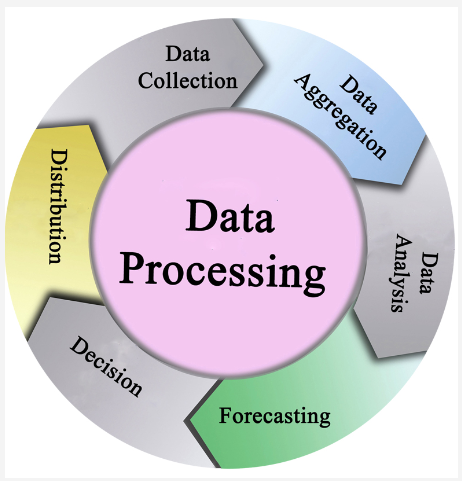 Data
Collection
Data
Aggregation
Data
Analysis
Forecasting
Decision
Distribution
Data
Processing